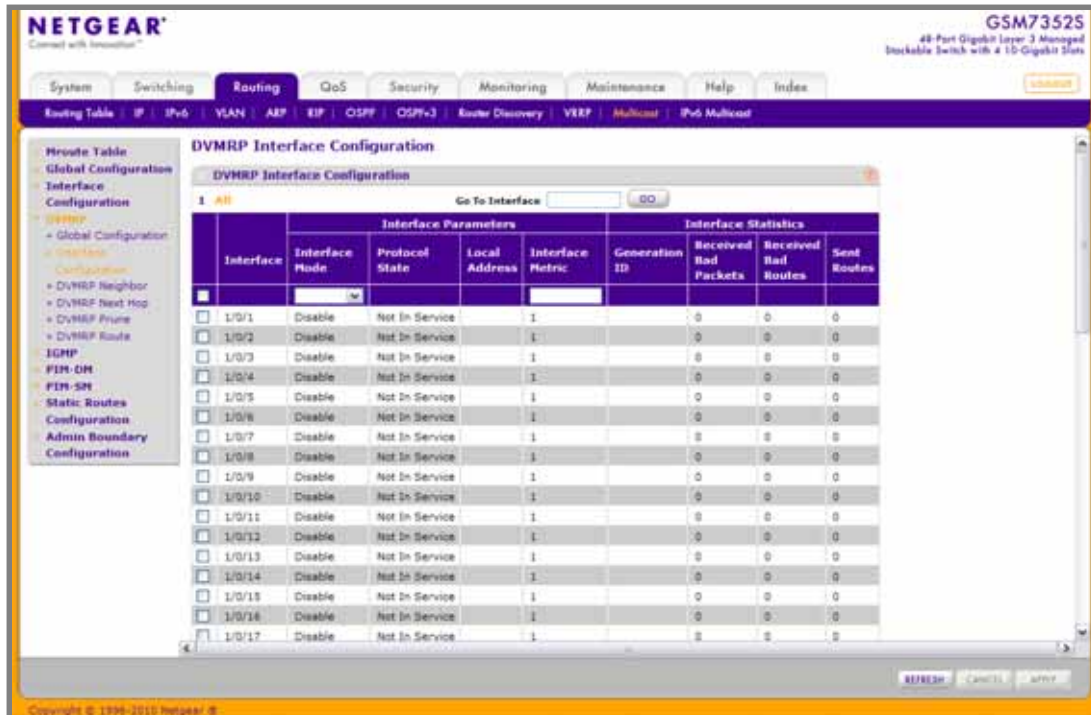 NETGEAR®
Connect with Innovation™
GSM7352S
48-Port Gigabit Layer 3 Managed
Stackable Switch with 4 10-Gigabit Slots
System Switching Routing QoS Security Monitoring Maintenance Help Index LOGOUT
Routing Table | IP | IPv6 | VLAN | ARP | RIP | OSPF | OSPFv3 | Router Discovery | VRRP | Multicast | IPv6 Multicast
Mroute Table
Global Configuration
Interface
Configuration
DVMRP
» Global Configuration
» Interface
Configuration
» DVMRP Neighbor
» DVMRP Next Hop
» DVMRP Prune
» DVMRP Route
IGMP
PIM-DM
PIM-SM
Static Routes
Configuration
Admin Boundary
Configuration
DVMRP Interface Configuration
DVMRP Interface Configuration
1 All Go To Interface GO
Interface Parameters Interface Statistics
Interface Interface Mode Protocol State Local Address Interface Metric Generation ID Received Bad Packets Received Bad Routes Sent Routes
1/0/1 Disable Not In Service 1 0 0 0
1/0/2 Disable Not In Service 1 0 0 0
1/0/3 Disable Not In Service 1 0 0 0
1/0/4 Disable Not In Service 1 0 0 0
1/0/5 Disable Not In Service 1 0 0 0
1/0/6 Disable Not In Service 1 0 0 0
1/0/7 Disable Not In Service 1 0 0 0
1/0/8 Disable Not In Service 1 0 0 0
1/0/9 Disable Not In Service 1 0 0 0
1/0/10 Disable Not In Service 1 0 0 0
1/0/11 Disable Not In Service 1 0 0 0
1/0/12 Disable Not In Service 1 0 0 0
1/0/13 Disable Not In Service 1 0 0 0
1/0/14 Disable Not In Service 1 0 0 0
1/0/15 Disable Not In Service 1 0 0 0
1/0/16 Disable Not In Service 1 0 0 0
1/0/17 Disable Not In Service 1 0 0 0
REFRESH CANCEL APPLY
Copyright © 1996-2010 Netgear ®